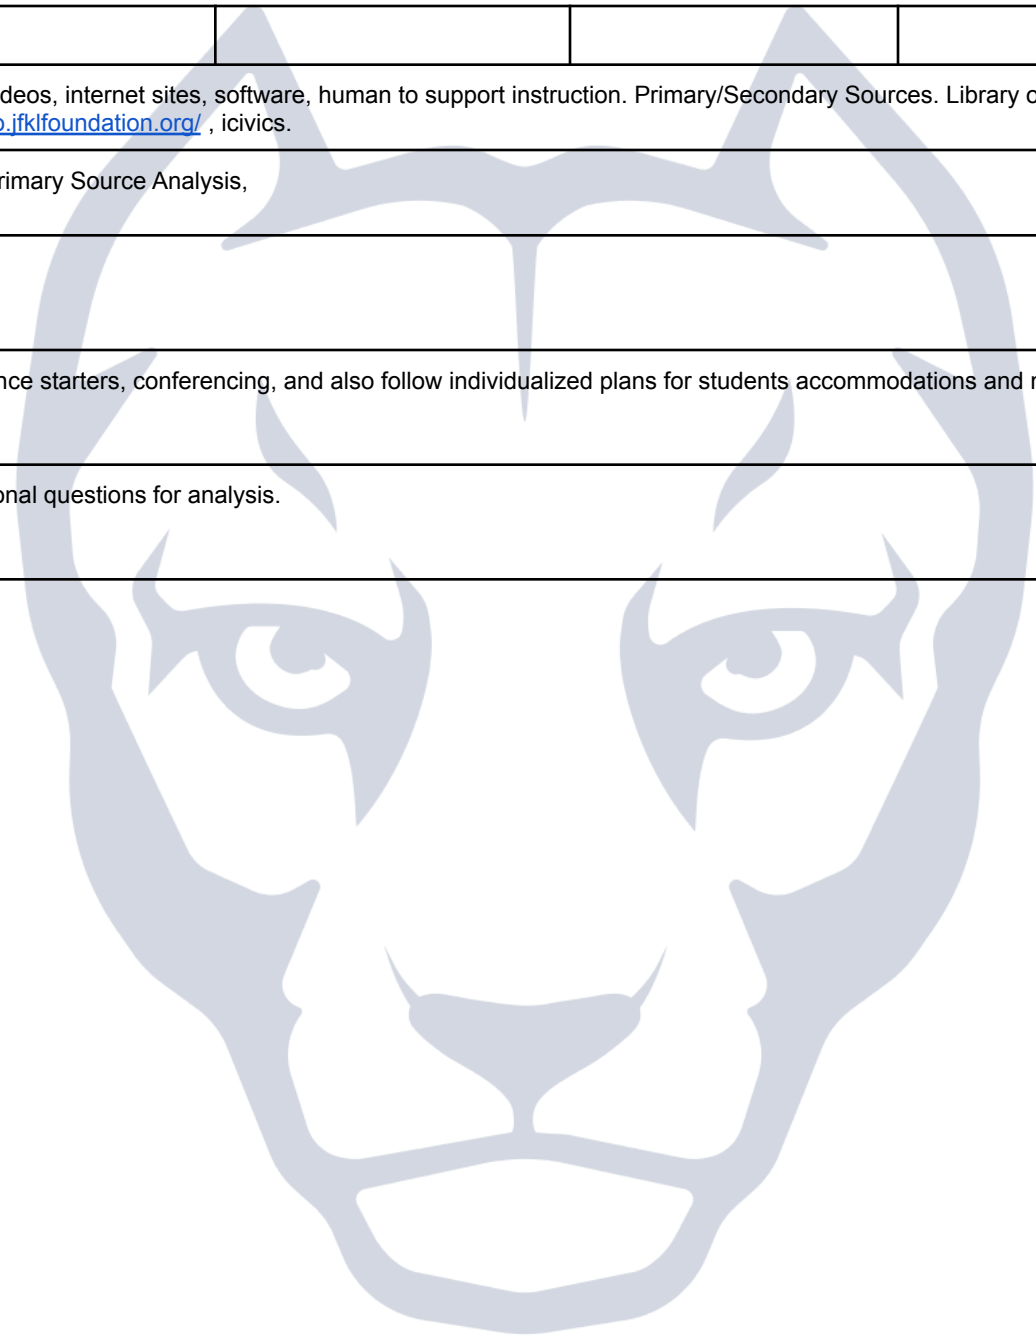 deos, internet sites, software, human to support instruction. Primary/Secondary Sources. Library o
o.jfklfoundation.org/ , icivics.
rimary Source Analysis,
nce starters, conferencing, and also follow individualized plans for students accommodations and
onal questions for analysis.